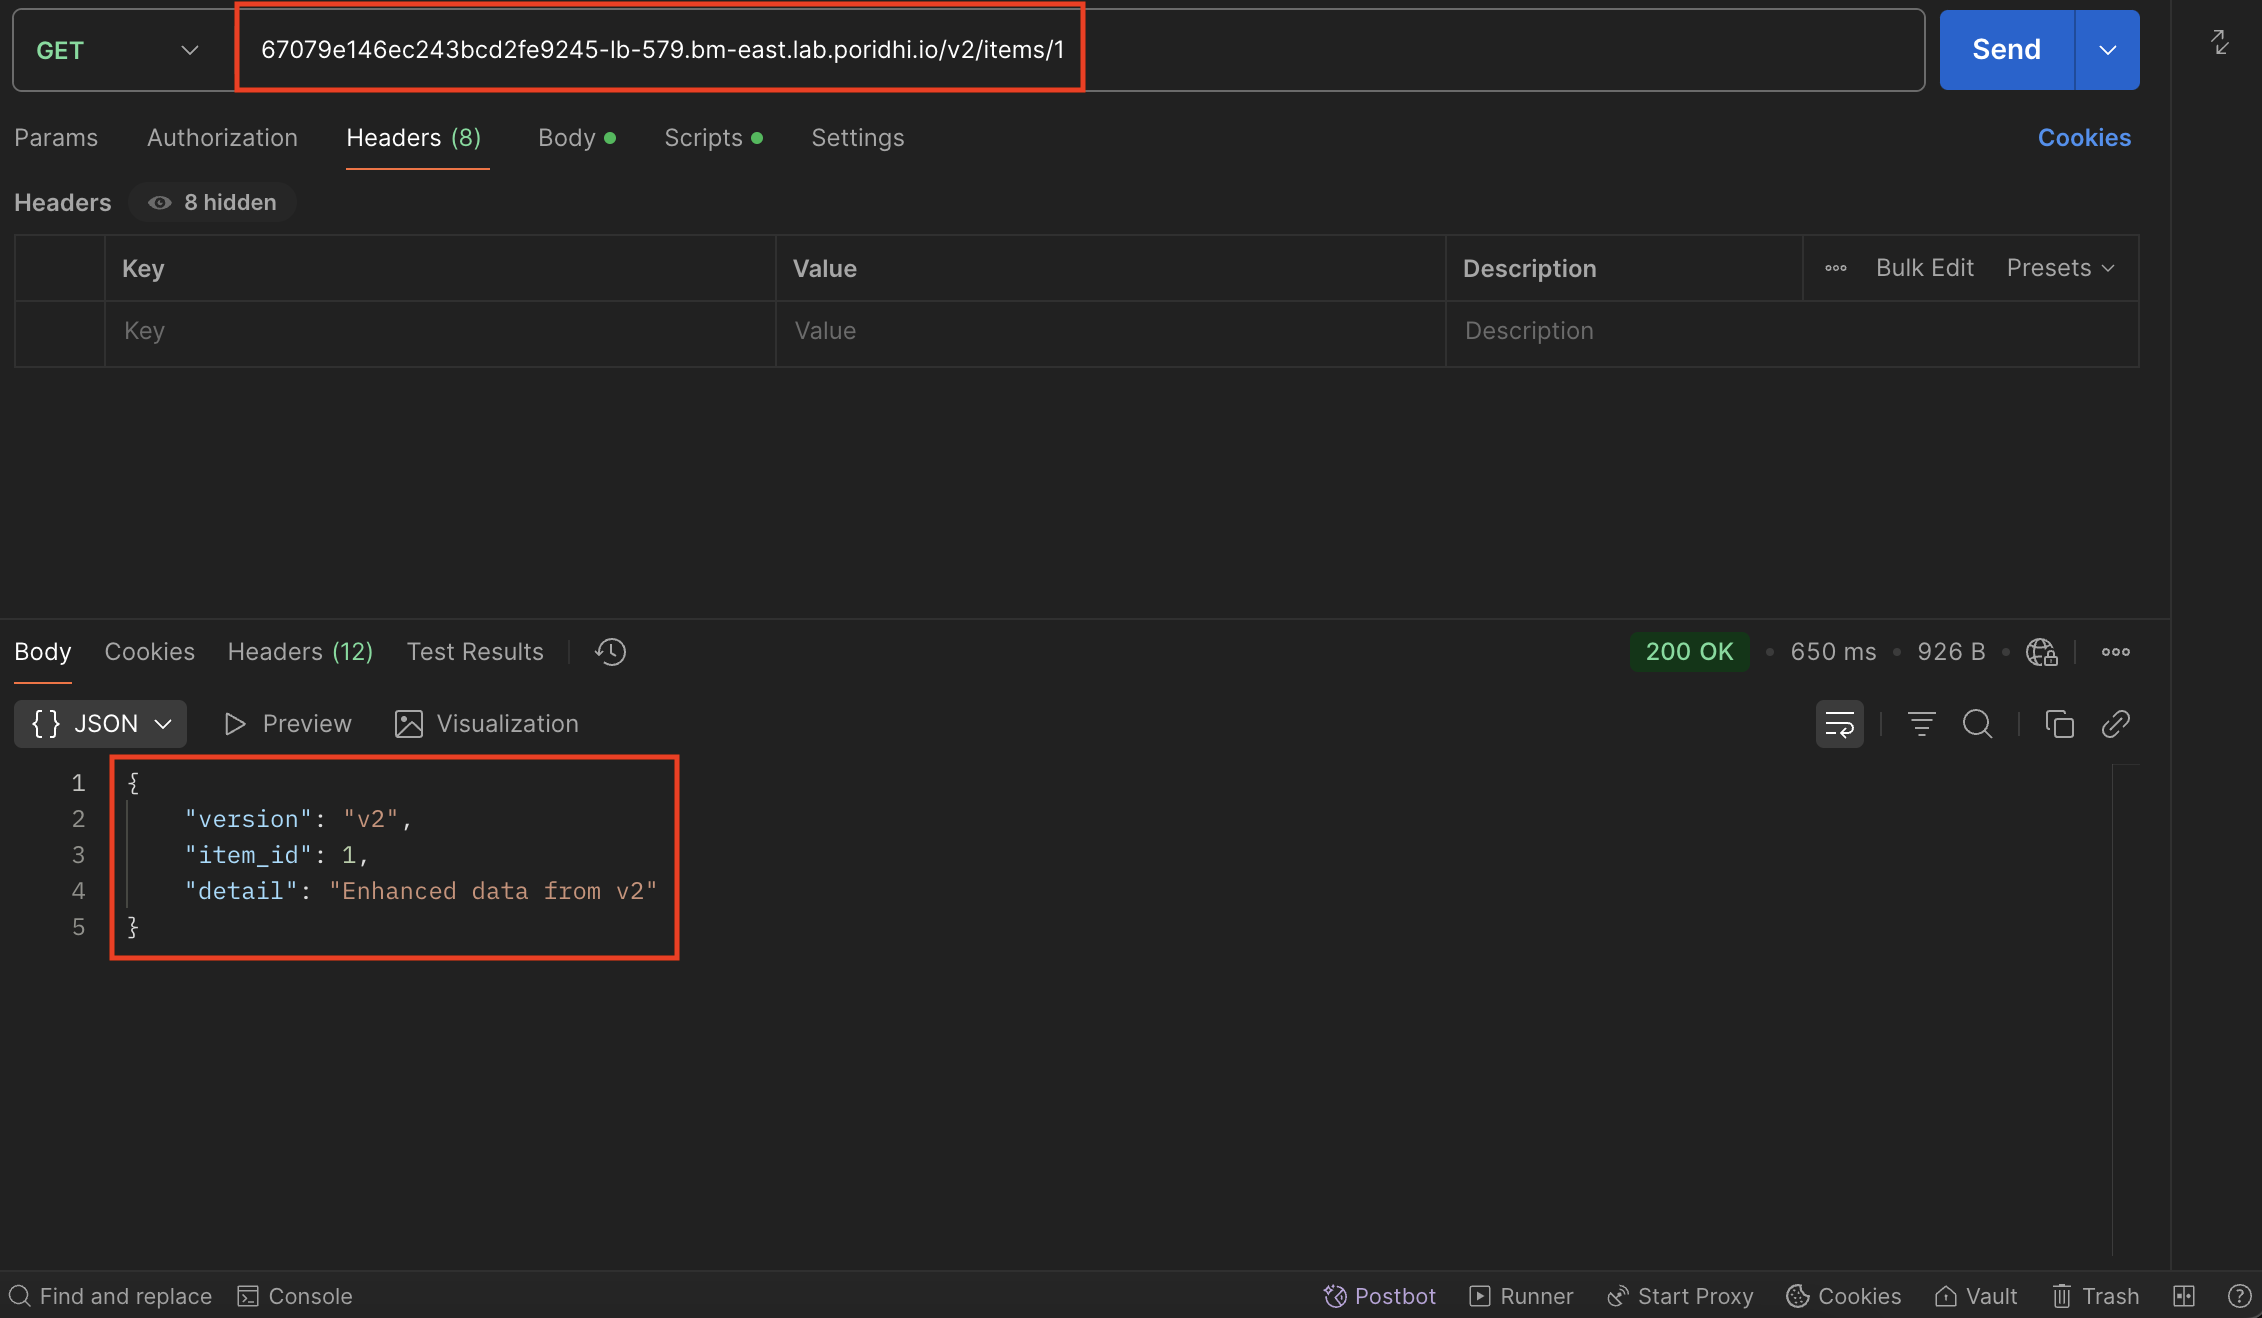 GET 67079e146ec243bcd2fe9245-lb-579.bm-east.lab.poridhi.io/v2/items/1 Send
Params Authorization Headers (8) Body Scripts Settings Cookies
Headers 8 hidden
Key Value Description Bulk Edit Presets
Key Value Description
Body Cookies Headers (12) Test Results 200 OK 650 ms 926 B
{} JSON Preview Visualization
1 {
2 "version": "v2",
3 "item_id": 1,
4 "detail": "Enhanced data from v2"
5 }
Find and replace Console Postbot Runner Start Proxy Cookies Vault Trash